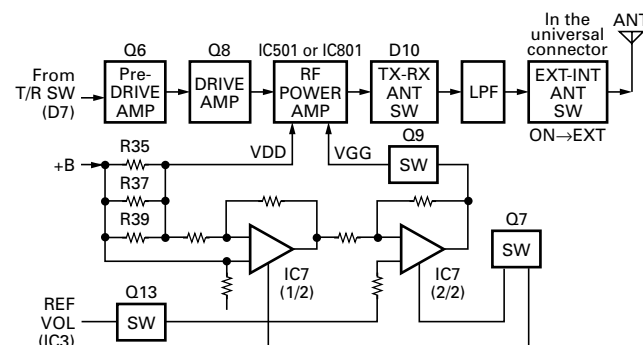 In the
universal
connector
ANT
Q6
Q8
IC501 or IC801
D10
From
T/R SW
(D7)
Pre-
DRIVE
AMP
DRIVE
AMP
RF
POWER
AMP
TX-RX
ANT
SW
LPF
EXT-INT
ANT
SW
ON→EXT
Q9
SW
VDD
VGG
+B
R35
R37
R39
IC7
(1/2)
IC7
(2/2)
Q7
SW
Q13
SW
REF
VOL
(IC3)